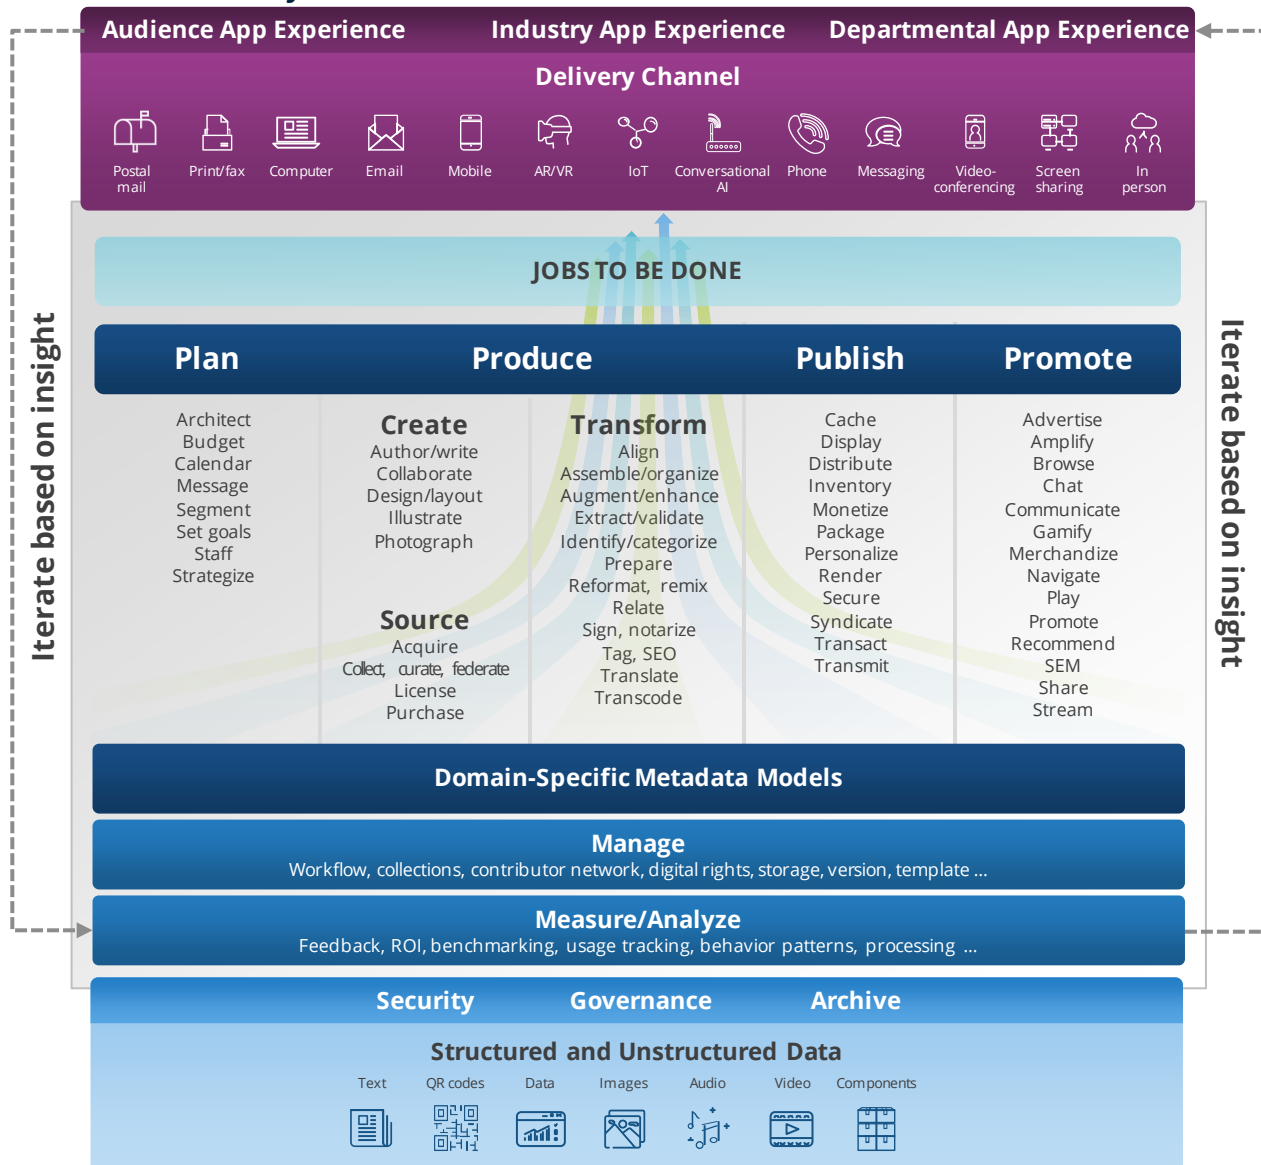 Audience App Experience
Industry App Experience
Departmental App Experience
Delivery Channel
Postal
mail
Print/fax
Computer
Email
Mobile
AR/VR
IoT
Conversational
AI
Phone
Messaging
Video-
conferencing
Screen
sharing
In
person
Iterate based on insight
Iterate based on insight
JOBS TO BE DONE
Plan
Produce
Publish
Promote
Architect
Budget
Calendar
Message
Segment
Set goals
Staff
Strategize
Create
Author/write
Collaborate
Design/layout
Illustrate
Photograph
Source
Acquire
Collect, curate, federate
License
Purchase
Transform
Align
Assemble/organize
Augment/enhance
Extract/validate
Identify/categorize
Prepare
Reformat, remix
Relate
Sign, notarize
Tag, SEO
Translate
Transcode
Cache
Display
Distribute
Inventory
Monetize
Package
Personalize
Render
Secure
Syndicate
Transact
Transmit
Advertise
Amplify
Browse
Chat
Communicate
Gamify
Merchandize
Navigate
Play
Promote
Recommend
SEM
Share
Stream
Domain-Specific Metadata Models
Manage
Workflow, collections, contributor network, digital rights, storage, version, template ...
Measure/Analyze
Feedback, ROI, benchmarking, usage tracking, behavior patterns, processing ...
Security
Governance
Archive
Structured and Unstructured Data
Text
QR codes
Data
Images
Audio
Video
Components